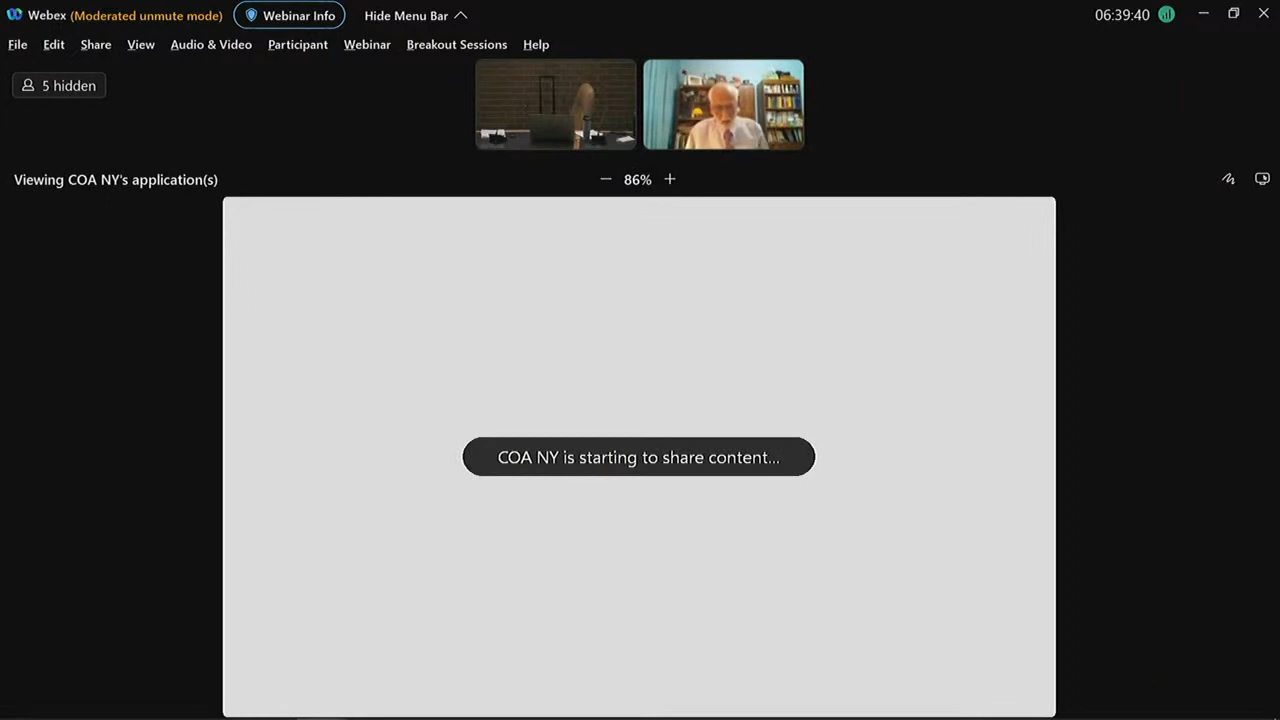 Webex (Moderated unmute mode) Webinar Info Hide Menu Bar 06:39:40
File Edit Share View Audio & Video Participant Webinar Breakout Sessions Help
5 hidden
Viewing COA NY's application(s) 86%
COA NY is starting to share content...